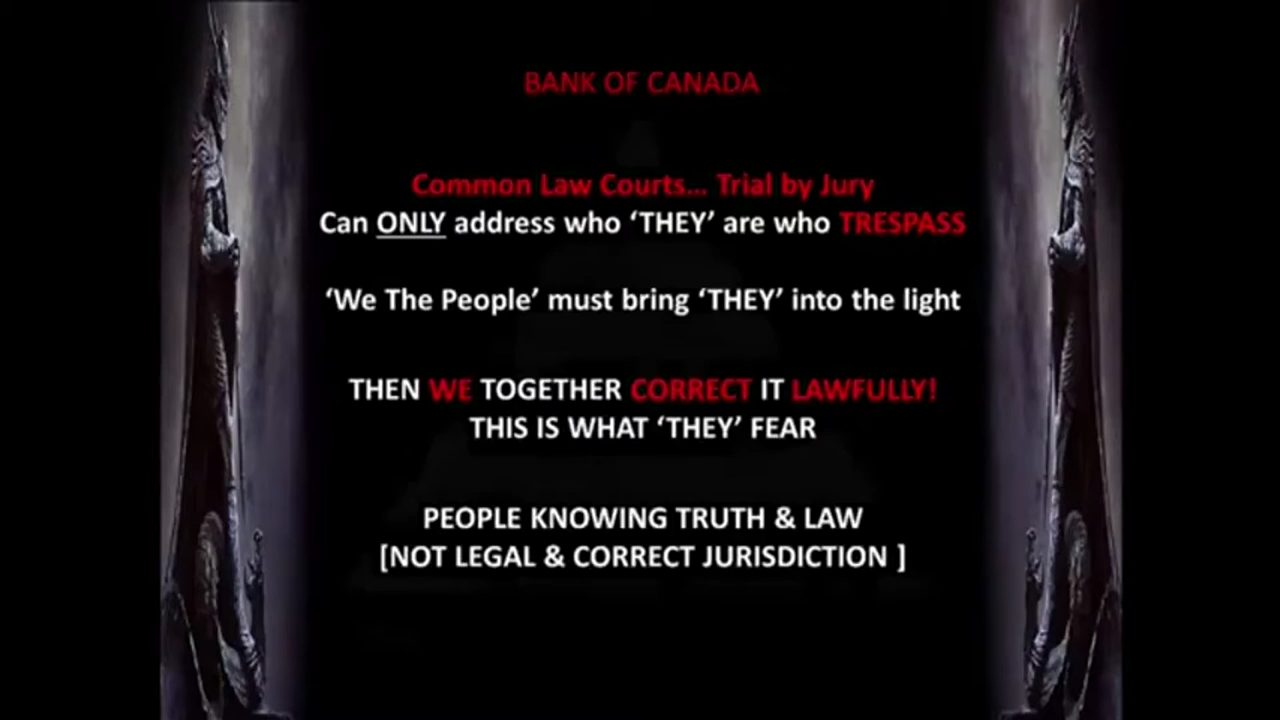 BANK OF CANADA
Common Law Courts... Trial by Jury
Can ONLY address who ‘THEY’ are who TRESPASS
‘We The People’ must bring ‘THEY’ into the light
THEN WE TOGETHER CORRECT IT LAWFULLY!
THIS IS WHAT ‘THEY’ FEAR
PEOPLE KNOWING TRUTH & LAW
[NOT LEGAL & CORRECT JURISDICTION ]